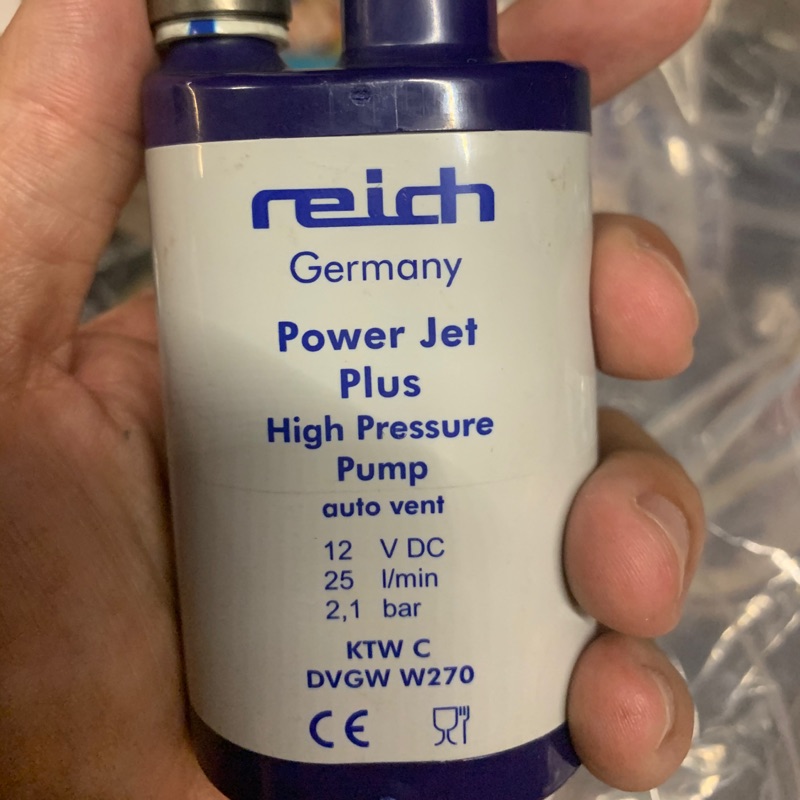 reich
Germany
Power Jet
Plus
High Pressure
Pump
auto vent
12 V DC
25 l/min
2,1 bar
KTW C
DVGW W270
CE